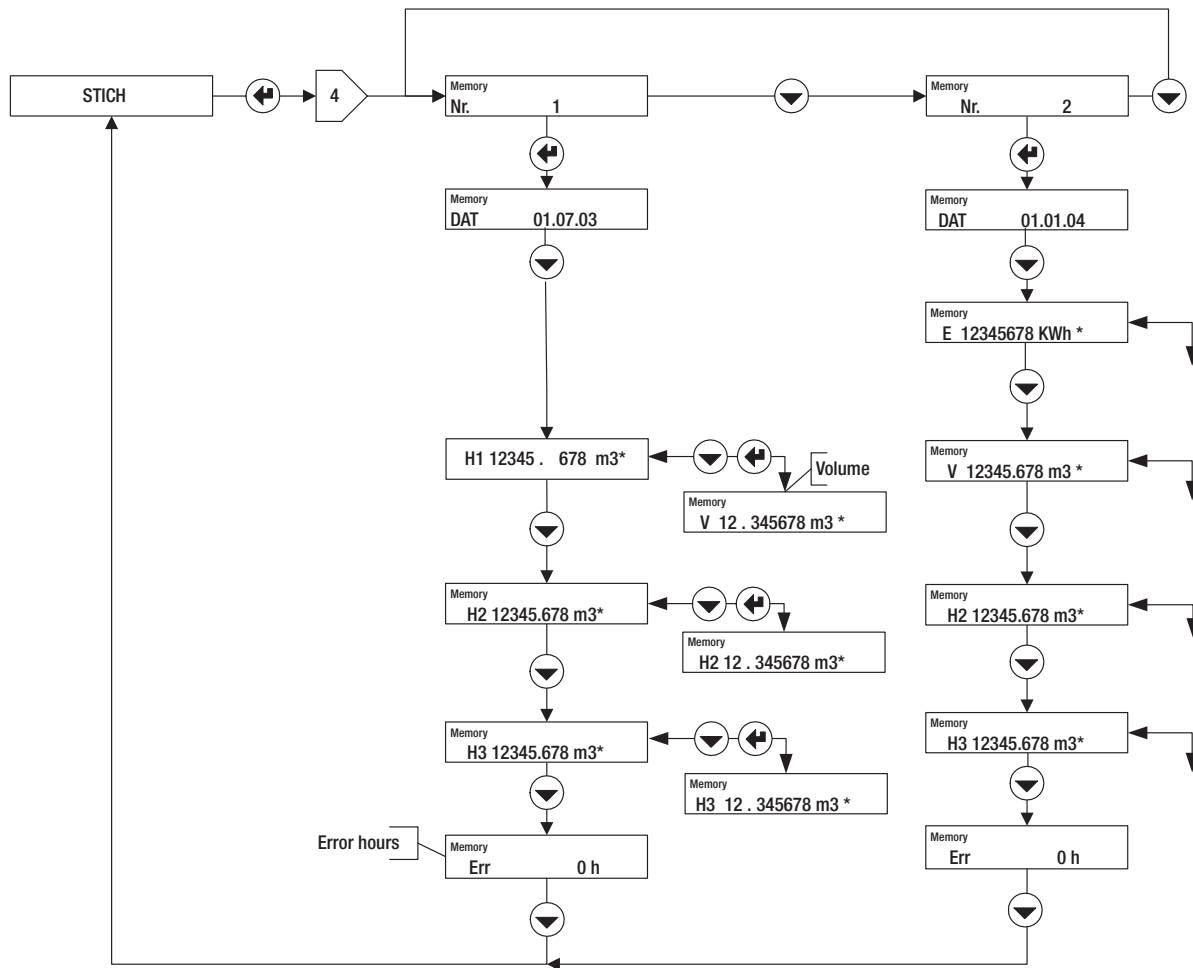 STICH
4
Memory
Nr. 1
Memory
Nr. 2
Memory
DAT 01.07.03
Memory
DAT 01.01.04
Memory
E 12345678 KWh *
H1 12345 . 678 m3*
Volume
Memory
V 12 . 345678 m3 *
Memory
V 12345.678 m3 *
Memory
H2 12345.678 m3*
Memory
H2 12 . 345678 m3*
Memory
H2 12345.678 m3*
Memory
H3 12345.678 m3*
Memory
H3 12 . 345678 m3 *
Memory
H3 12345.678 m3*
Error hours
Memory
Err 0 h
Memory
Err 0 h